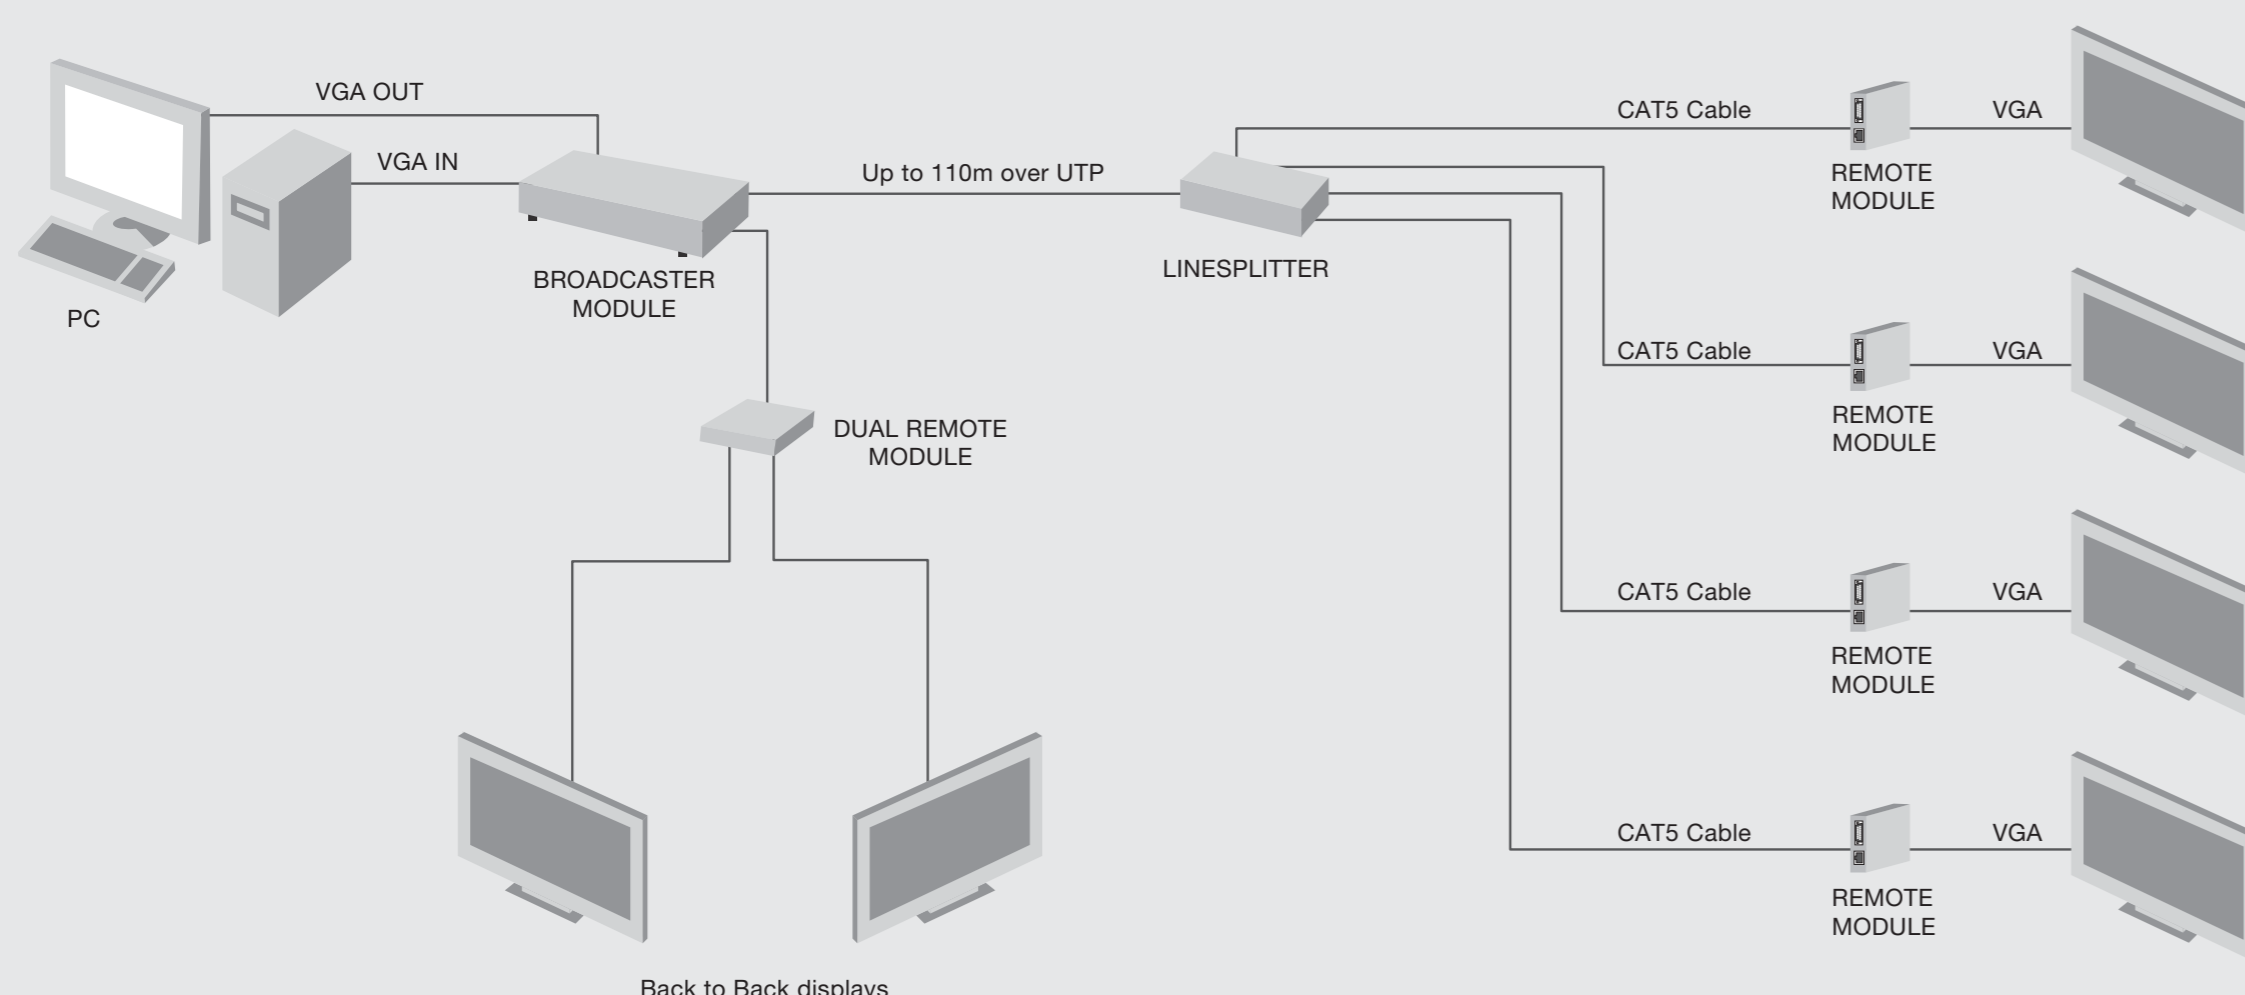 VGA OUT
VGA IN
PC
BROADCASTER
MODULE
Up to 110m over UTP
LINESPLITTER
DUAL REMOTE
MODULE
Back to Back displays
CAT5 Cable
VGA
REMOTE
MODULE
CAT5 Cable
VGA
REMOTE
MODULE
CAT5 Cable
VGA
REMOTE
MODULE
CAT5 Cable
VGA
REMOTE
MODULE